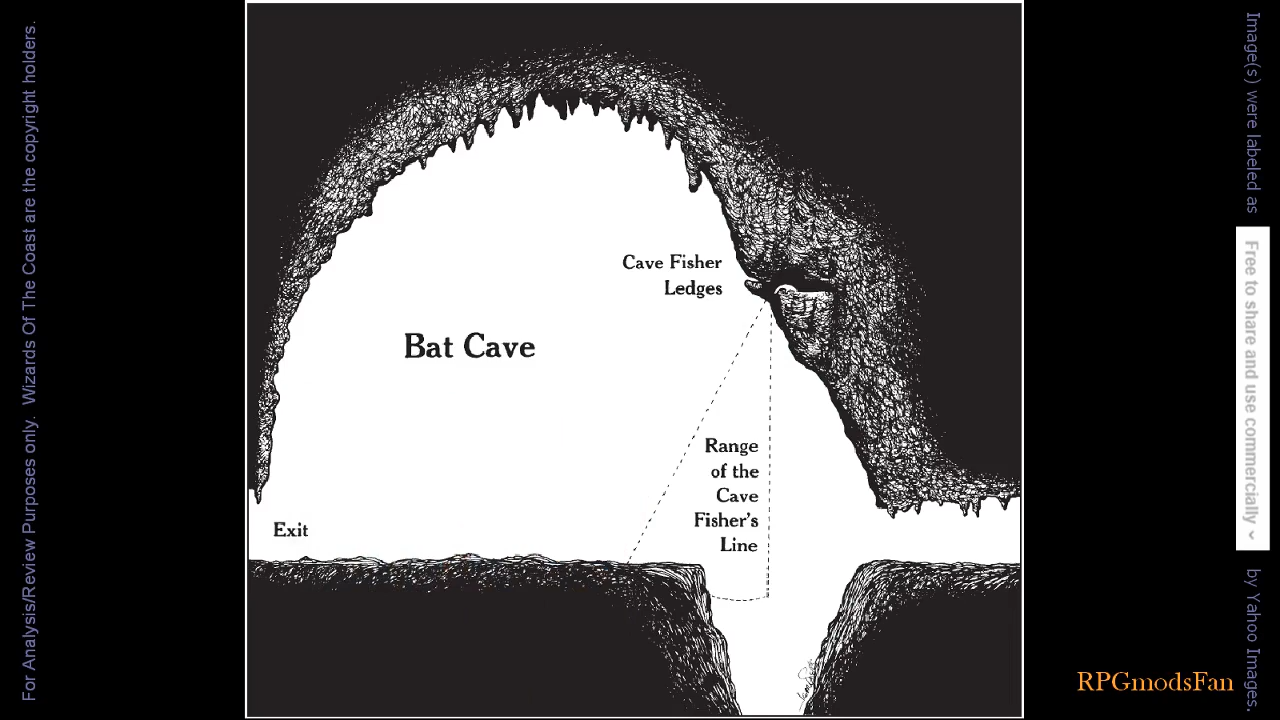 For Analysis/Review Purposes only. Wizards Of The Coast are the copyright holders.
Cave Fisher
Ledges
Bat Cave
Range
of the
Cave
Fisher's
Line
Exit
Image(s) were labeled as
Free to share and use commercially
by Yahoo Images.
RPGmodsFan